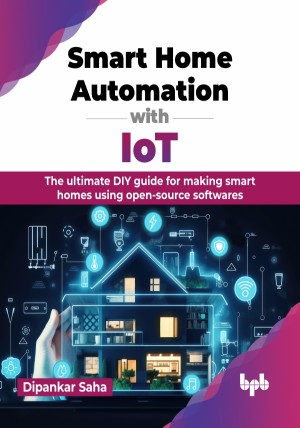 Smart Home
Automation
with
IoT
The ultimate DIY guide for making smart
homes using open-source softwares
Dipankar Saha
bpb